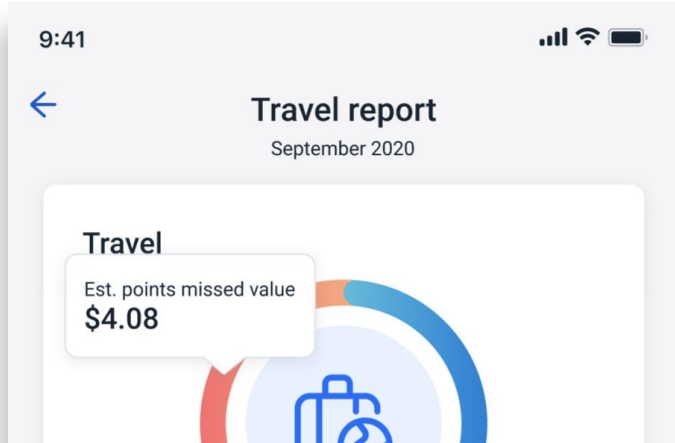 9:41
Travel report
September 2020
Travel
Est. points missed value
$4.08